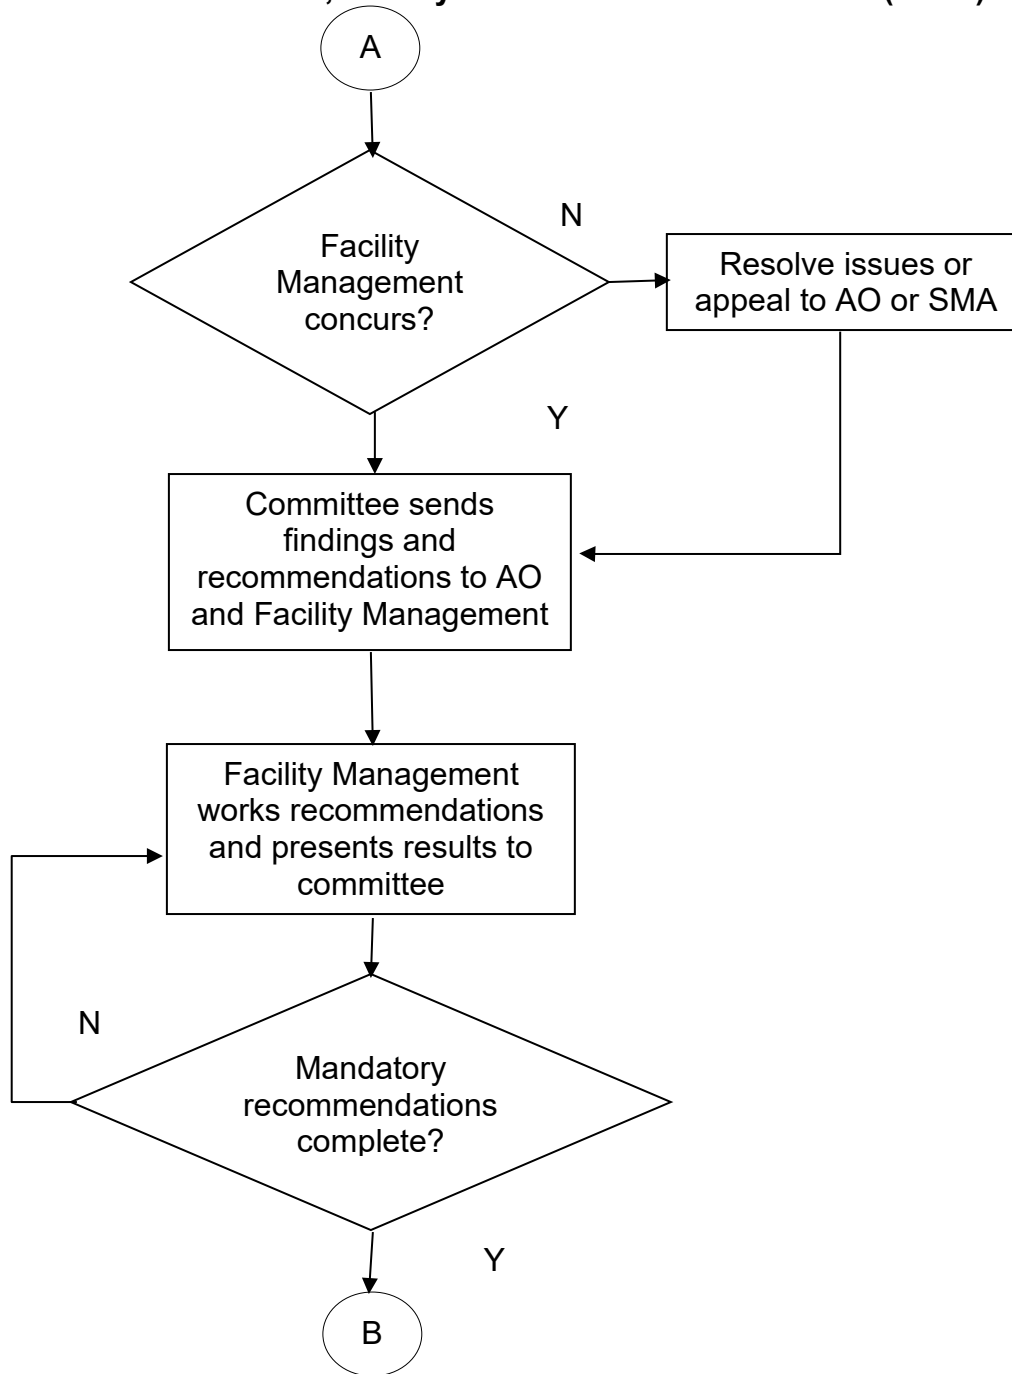 A
Facility
Management
concurs?
N
Resolve issues or
appeal to AO or SMA
Y
Committee sends
findings and
recommendations to AO
and Facility Management
Facility Management
works recommendations
and presents results to
committee
N
Mandatory
recommendations
complete?
Y
B